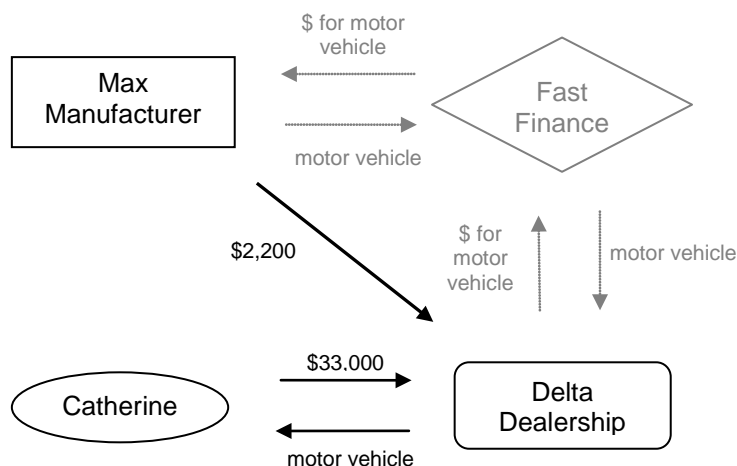 $ for motor
vehicle
Max
Manufacturer
Fast
Finance
motor vehicle
$2,200
$ for
motor
vehicle
motor vehicle
$33.000
Catherine
Delta
Dealership
motor vehicle